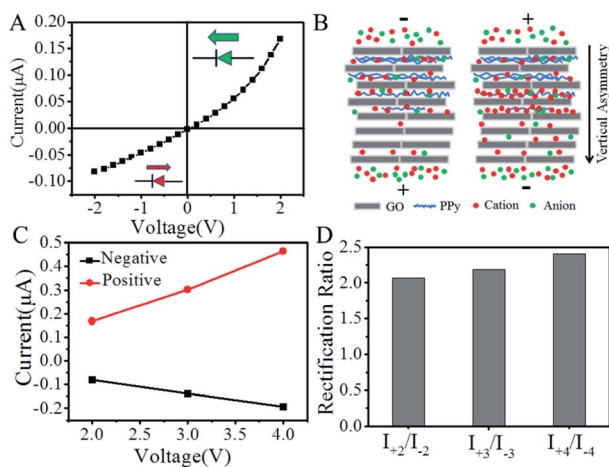 A
0.20
0.15
0.10
0.05
0.00
-0.05
-0.10
Current(μA)
-2 -1 0 1 2
Voltage(V)
B
- +
+ -
Vertical Asymmetry
GO PPy Cation Anion
C
0.5
0.4
0.3
0.2
0.1
0.0
-0.1
-0.2
Current(μA)
Negative
Positive
2.0 2.5 3.0 3.5 4.0
Voltage(V)
D
2.5
2.0
1.5
1.0
0.5
0.0
Rectification Ratio
I+2/I-2 I+3/I-3 I+4/I-4